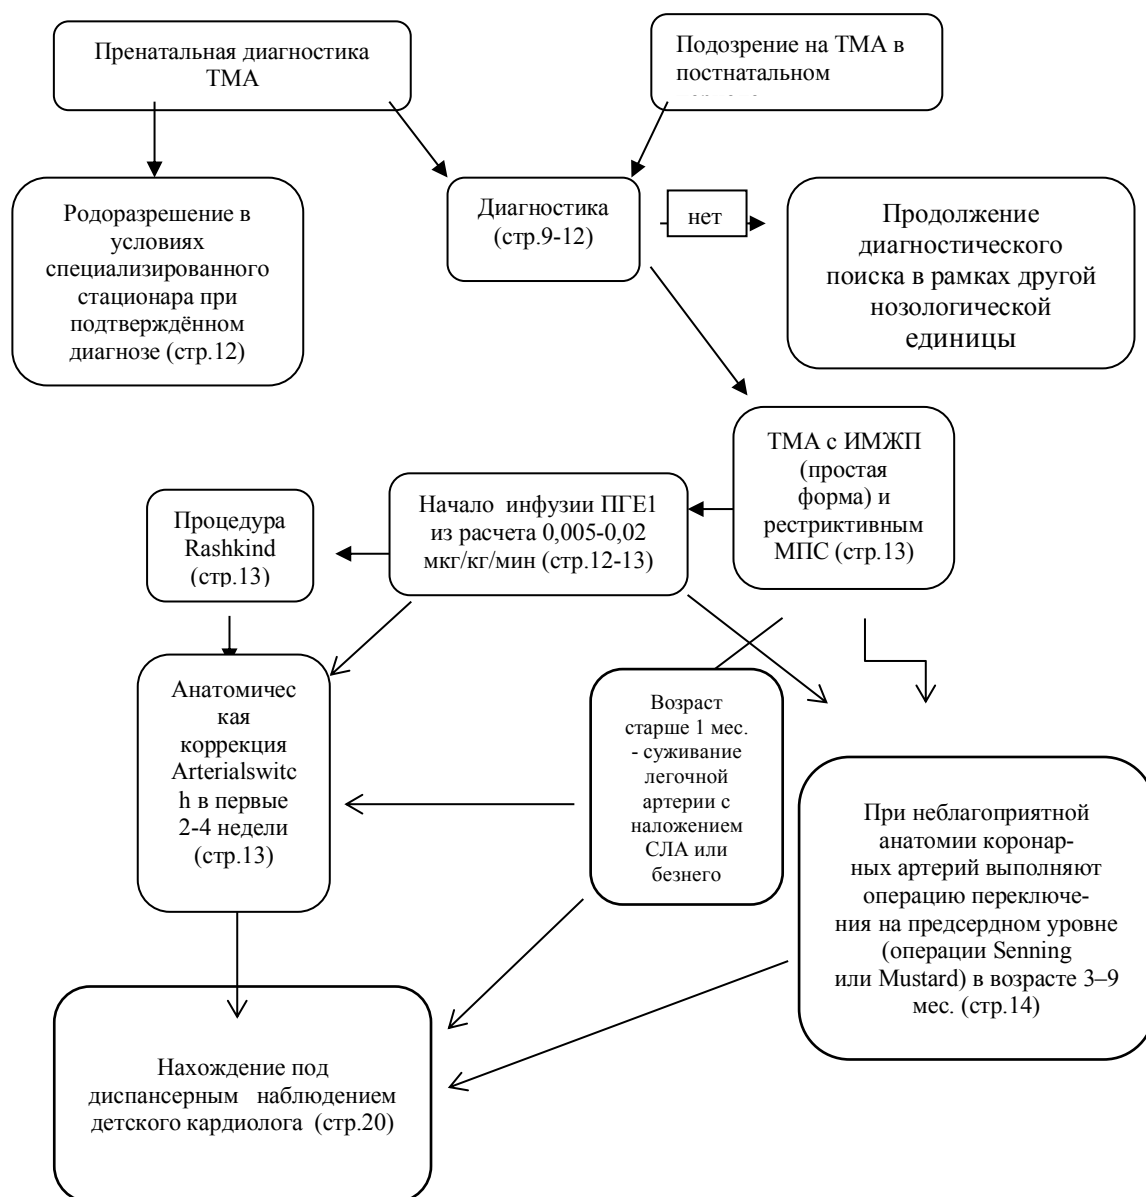 Пренатальная диагностика
ТМА
Подозрение на ТМА в
постнатальном
Родоразрешение в
условиях
специализированного
стационара при
подтверждённом
диагнозе (стр.12)
Диагностика
(стр.9-12)
нет
Продолжение
диагностического
поиска в рамках другой
нозологической
единицы
ТМА с ИМЖП
(простая
форма) и
рестриктивным
МПС (стр.13)
Начало инфузии ПГЕ1
из расчета 0,005-0,02
мкг/кг/мин (стр.12-13)
Процедура
Rashkind
(стр.13)
Анатомичес
кая
коррекция
Arterialswitc
h в первые
2-4 недели
(стр.13)
Возраст
старше 1 мес.
- суживание
легочной
артерии с
наложением
СЛА или
безнего
При неблагоприятной
анатомии коронар-
ных артерий выполняют
операцию переключе-
ния на предсердном уровне
(операции Senning
или Mustard) в возрасте 3–9
мес. (стр.14)
Нахождение под
диспансерным наблюдением
детского кардиолога (стр.20)